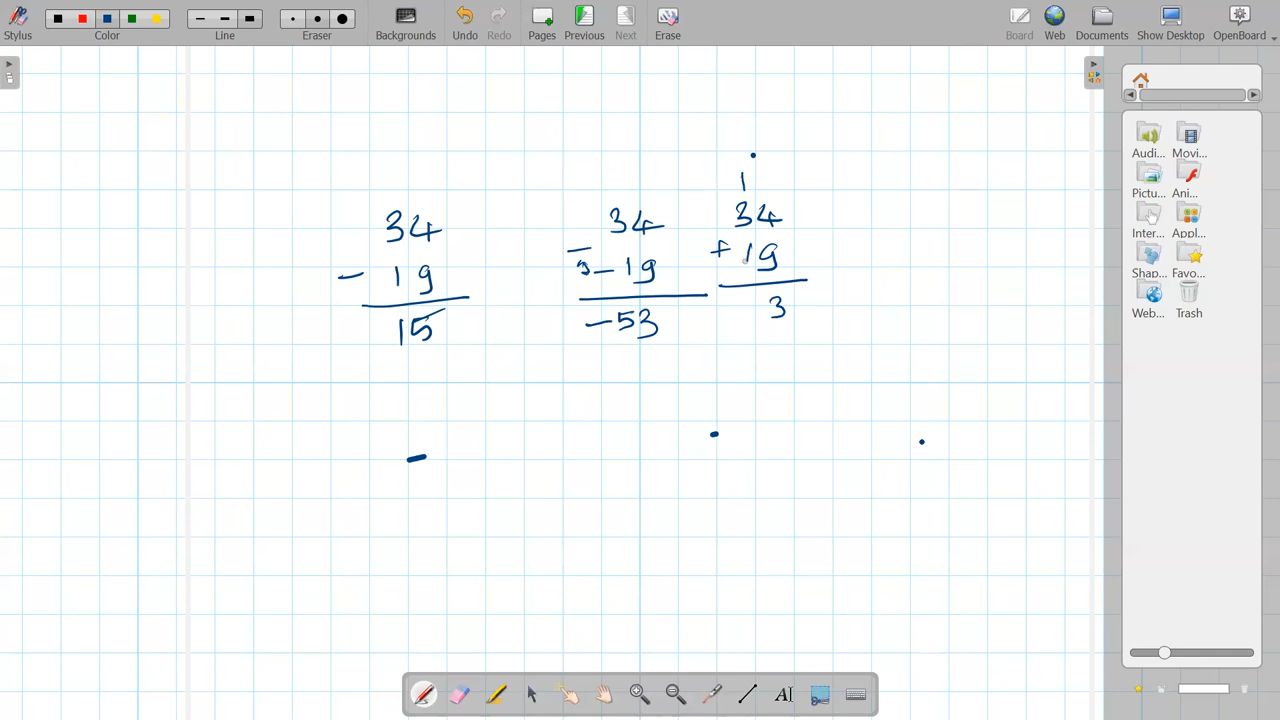 Stylus
Color
Line
Eraser
Backgrounds
Undo
Redo
Pages
Previous
Next
Erase
Board
Web
Documents
Show Desktop
OpenBoard
Audi...
Movi...
Pictu...
Ani...
Inter...
Appl...
Shap...
Favo...
Web...
Trash
34
- 19
15
34
- 19
-53
1
34
+ 19
3
AI